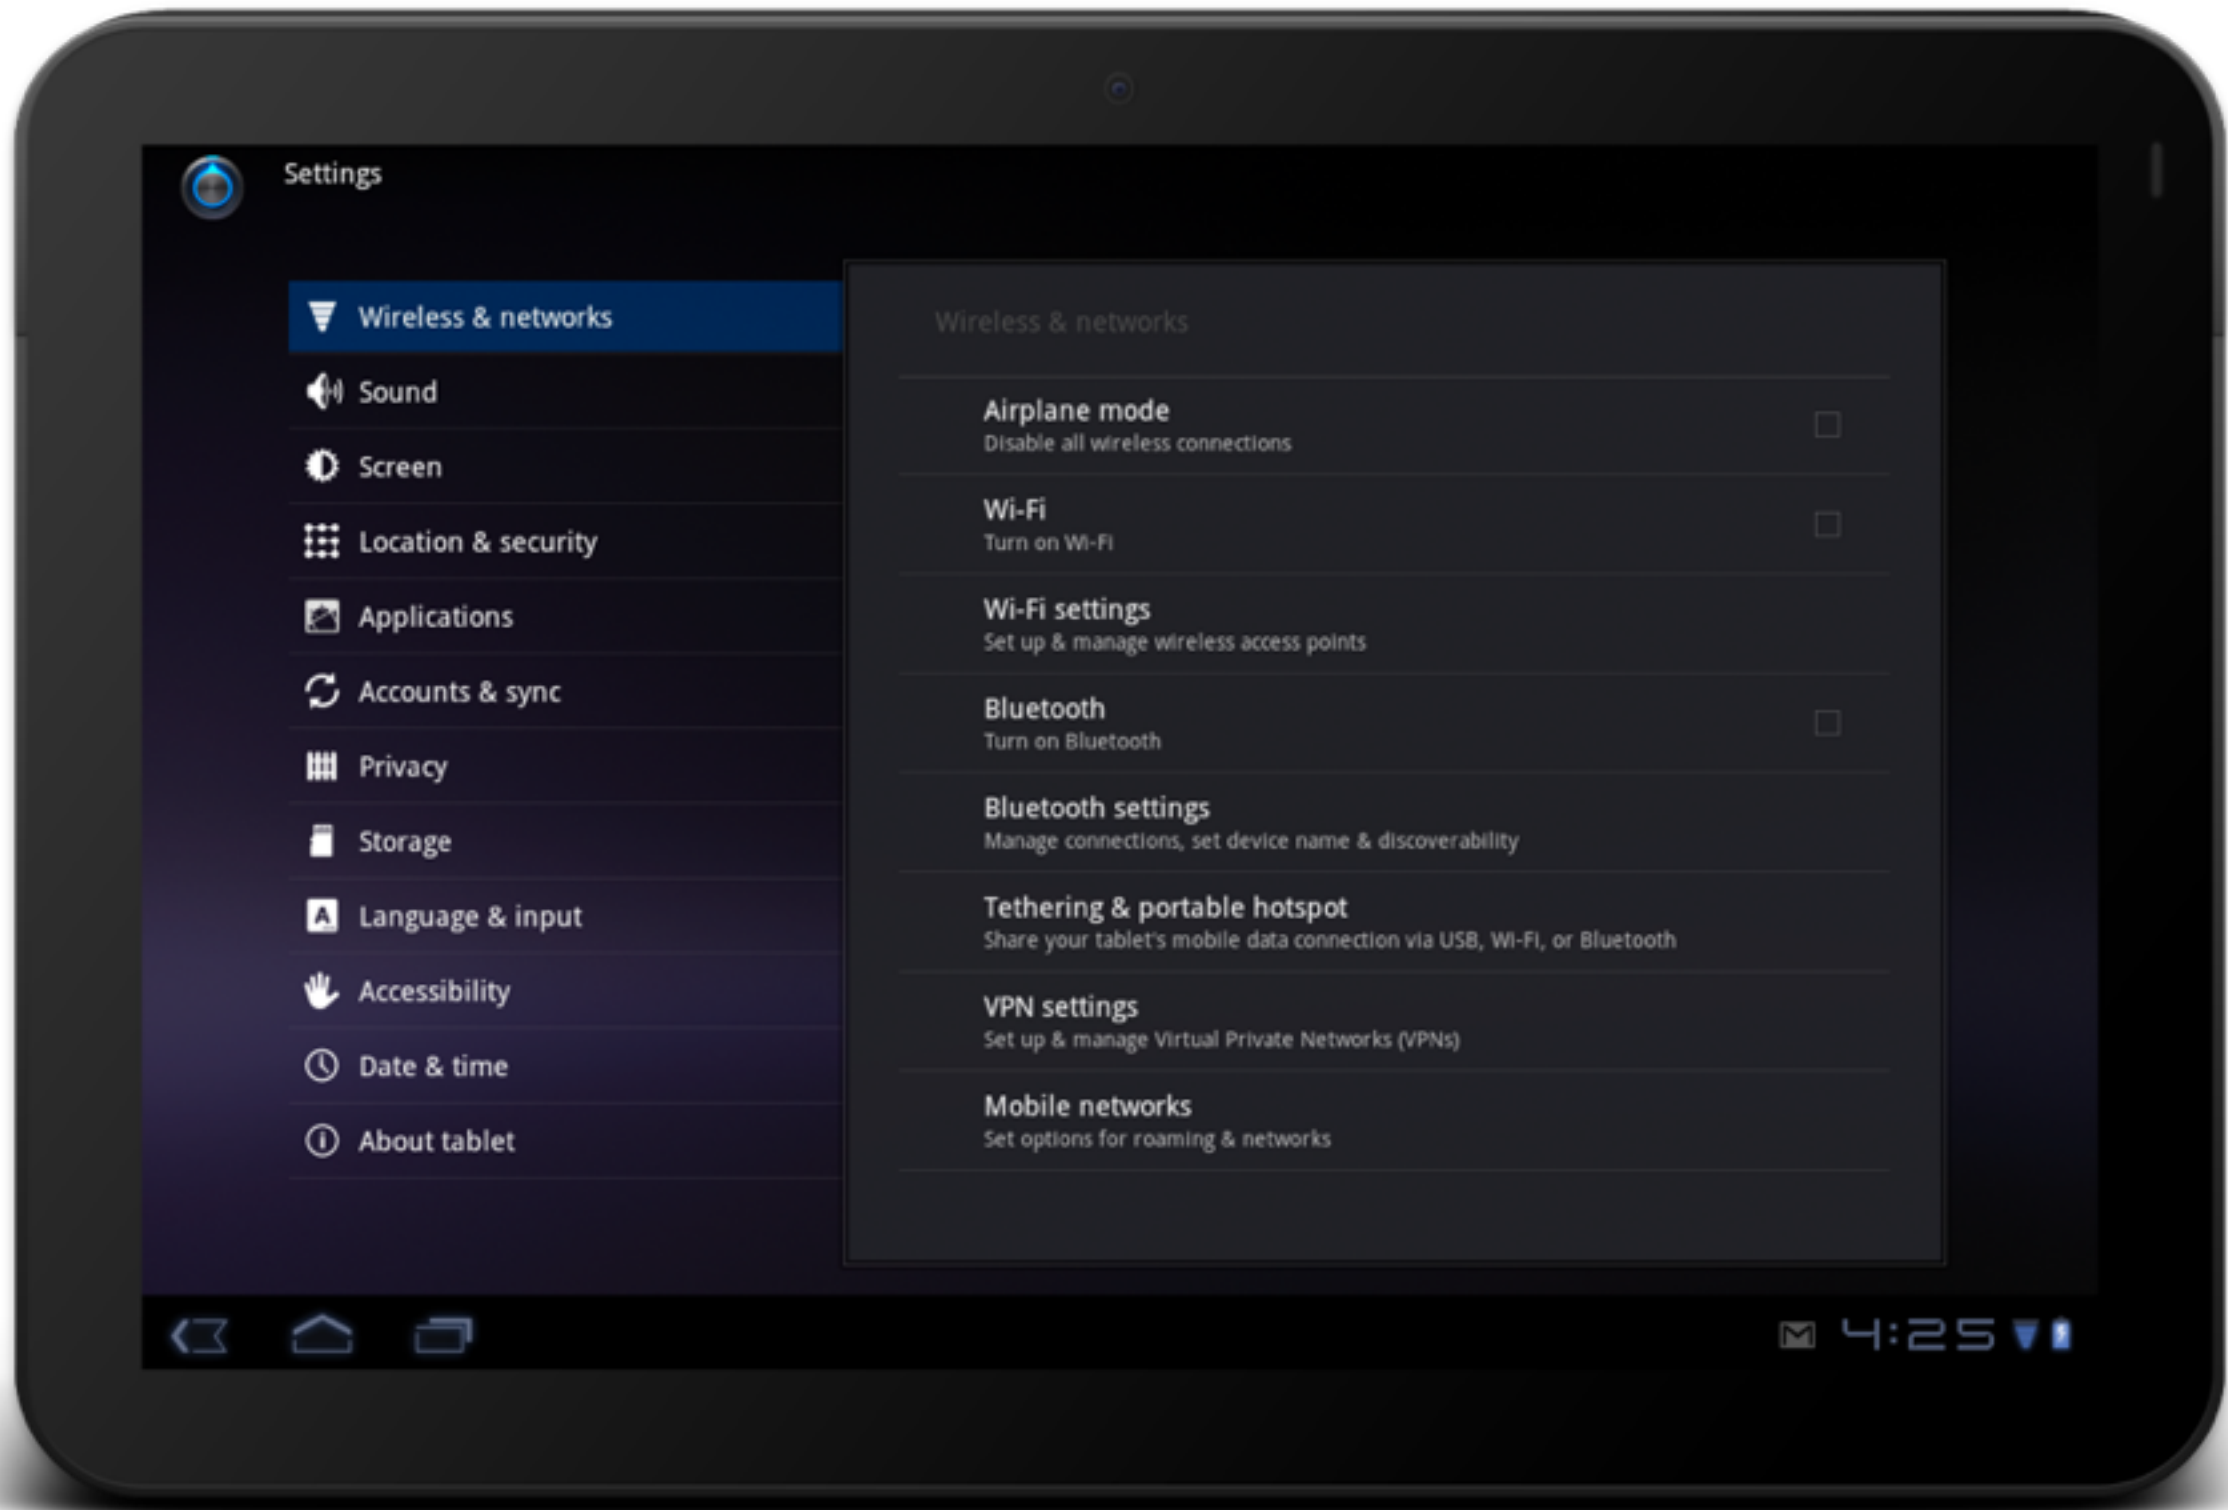 Settings
Wireless & networks
Sound
Screen
Location & security
Applications
Accounts & sync
Privacy
Storage
Language & input
Accessibility
Date & time
About tablet
Wireless & networks
Airplane mode
Disable all wireless connections
Wi-Fi
Turn on Wi-Fi
Wi-Fi settings
Set up & manage wireless access points
Bluetooth
Turn on Bluetooth
Bluetooth settings
Manage connections, set device name & discoverability
Tethering & portable hotspot
Share your tablet's mobile data connection via USB, Wi-Fi, or Bluetooth
VPN settings
Set up & manage Virtual Private Networks (VPNs)
Mobile networks
Set options for roaming & networks
4:25